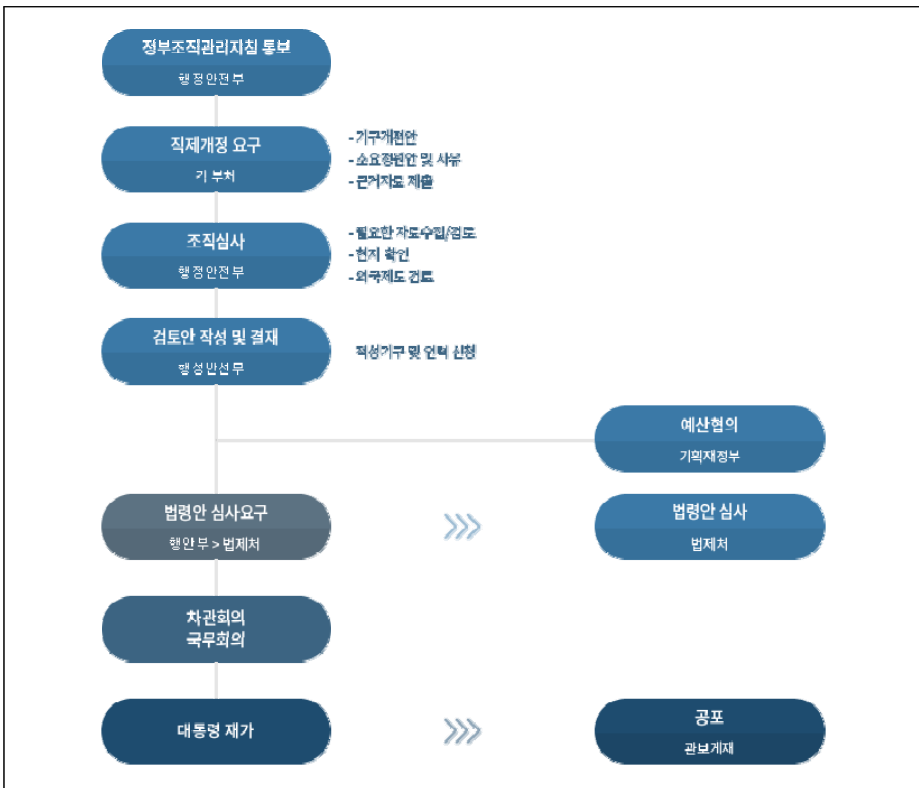 정부조직관리지침 통보
행정안전부
직제개정 요구
- 기구개편안
- 소요정원안 및 사유
- 근거자료 제출
각 부처
조직심사
행정안전부
- 필요한 자료수집/검토
- 현지 확인
- 외국제도 검토
검토안 작성 및 결재
행정안전부
적정기구 및 인력 산정
예산협의
기획재정부
법령안 심사요구
행안부 > 법제처
>>>
법령안 심사
법제처
차관회의
국무회의
대통령 재가
>>>
공포
관보게재